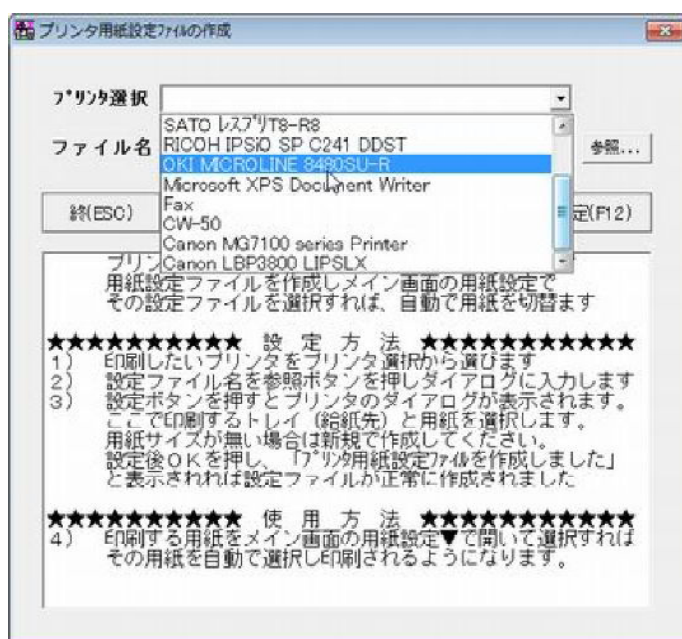 プリンタ用紙設定ﾌｧｲﾙの作成
ﾌﾟﾘﾝﾀ選択
SATO ﾚｽﾌﾟﾘT8-R8
ファイル名
RICOH IPSiO SP C241 DDST
参照...
OKI MICROLINE 8480SU-R
Microsoft XPS Document Writer
Fax
終(ESC)
CW-50
定(F12)
Canon MG7100 series Printer
Canon LBP3800 LIPSLX
プリン
用紙設定ファイルを作成しメイン画面の用紙設定で
その設定ファイルを選択すれば、自動で用紙を切替ます
★★★★★★★★★★ 設 定 方 法 ★★★★★★★★★★★
1) 印刷したいプリンタをプリンタ選択から選びます
2) 設定ファイル名を参照ボタンを押しダイアログに入力します
3) 設定ボタンを押すとプリンタのダイアログが表示されます。
ここで印刷するトレイ（給紙先）と用紙を選択します。
用紙サイズが無い場合は新規で作成してください。
設定後ＯＫを押し、「ﾌﾟﾘﾝﾀ用紙設定ﾌｧｲﾙを作成しました」
と表示されれば設定ファイルが正常に作成されました
★★★★★★★★★★ 使 用 方 法 ★★★★★★★★★★★
4) 印刷する用紙をメイン画面の用紙設定▼で開いて選択すれば
その用紙を自動で選択し印刷されるようになります。